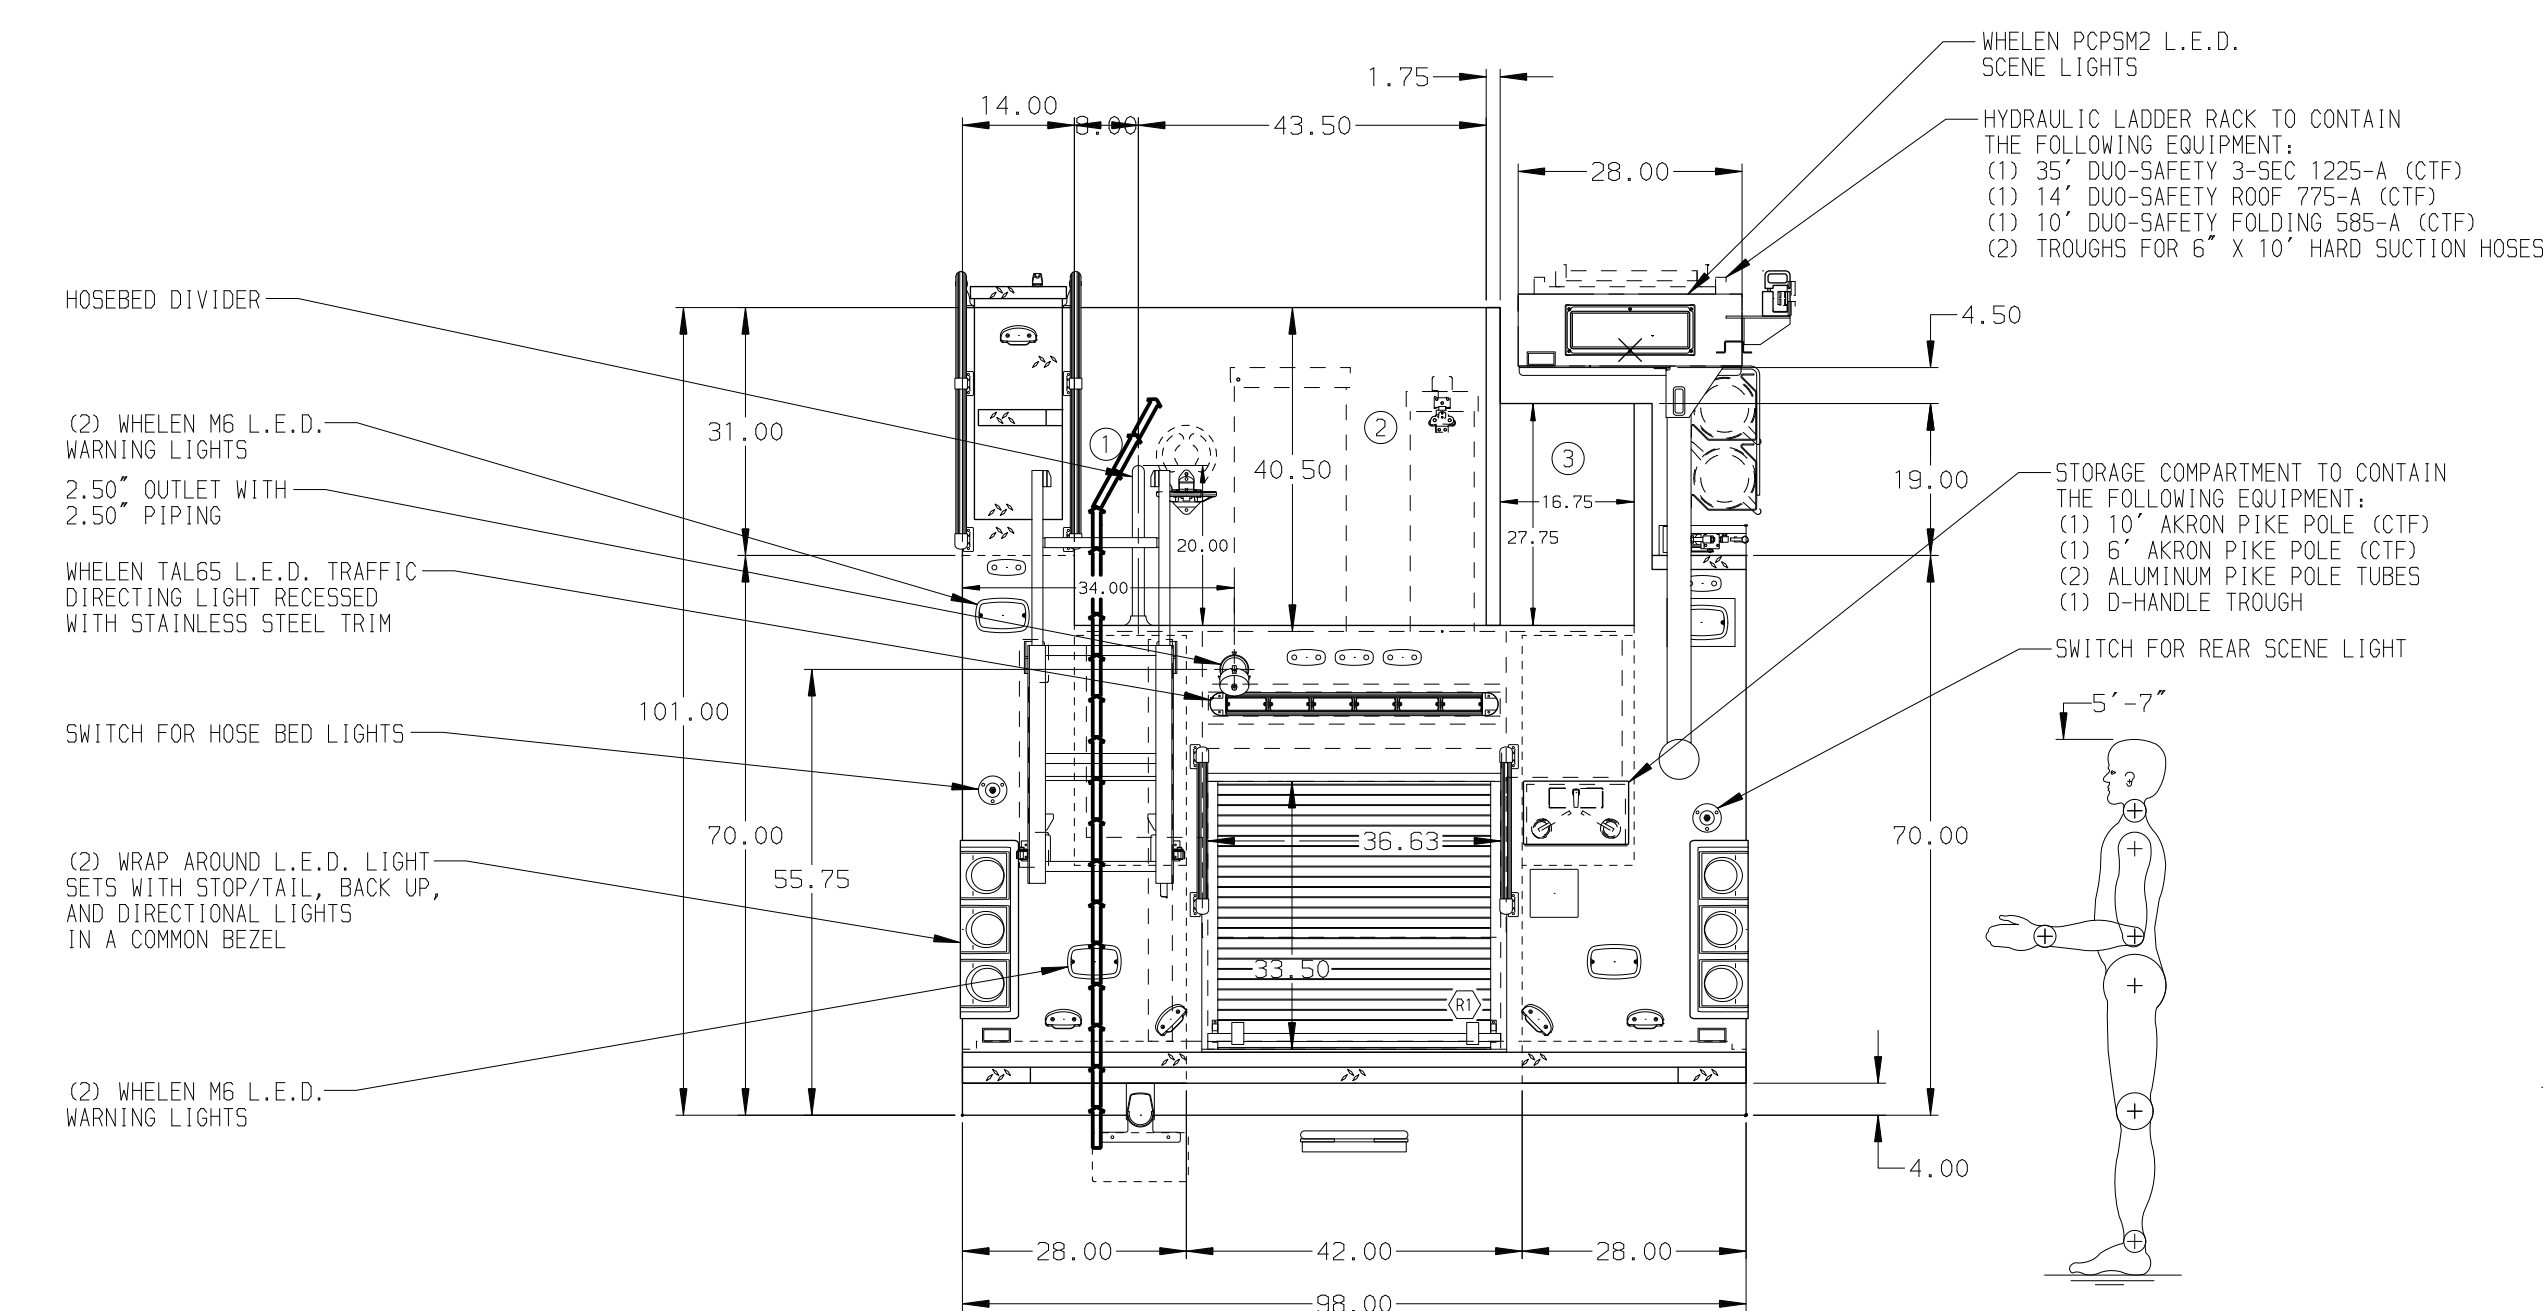 WHELEN PCPSM2 L.E.D.
SCENE LIGHTS
HYDRAULIC LADDER RACK TO CONTAIN
THE FOLLOWING EQUIPMENT:
(1) 35' DUO-SAFETY 3-SEC 1225-A (CTF)
(1) 14' DUO-SAFETY ROOF 775-A (CTF)
(1) 10' DUO-SAFETY FOLDING 585-A (CTF)
(2) TROUGHS FOR 6" X 10' HARD SUCTION HOSES
1.75
14.00
8.00
43.50
28.00
HOSEBED DIVIDER
4.50
(2) WHELEN M6 L.E.D.
WARNING LIGHTS
31.00
1
2
3
40.50
19.00
16.75
27.75
20.00
34.00
2.50" OUTLET WITH
2.50" PIPING
STORAGE COMPARTMENT TO CONTAIN
THE FOLLOWING EQUIPMENT:
(1) 10' AKRON PIKE POLE (CTF)
(1) 6' AKRON PIKE POLE (CTF)
(2) ALUMINUM PIKE POLE TUBES
(1) D-HANDLE TROUGH
WHELEN TAL65 L.E.D. TRAFFIC
DIRECTING LIGHT RECESSED
WITH STAINLESS STEEL TRIM
SWITCH FOR REAR SCENE LIGHT
5'-7"
101.00
SWITCH FOR HOSE BED LIGHTS
70.00
36.63
70.00
55.75
(2) WRAP AROUND L.E.D. LIGHT
SETS WITH STOP/TAIL, BACK UP,
AND DIRECTIONAL LIGHTS
IN A COMMON BEZEL
33.50
R1
(2) WHELEN M6 L.E.D.
WARNING LIGHTS
4.00
28.00
42.00
28.00
98.00